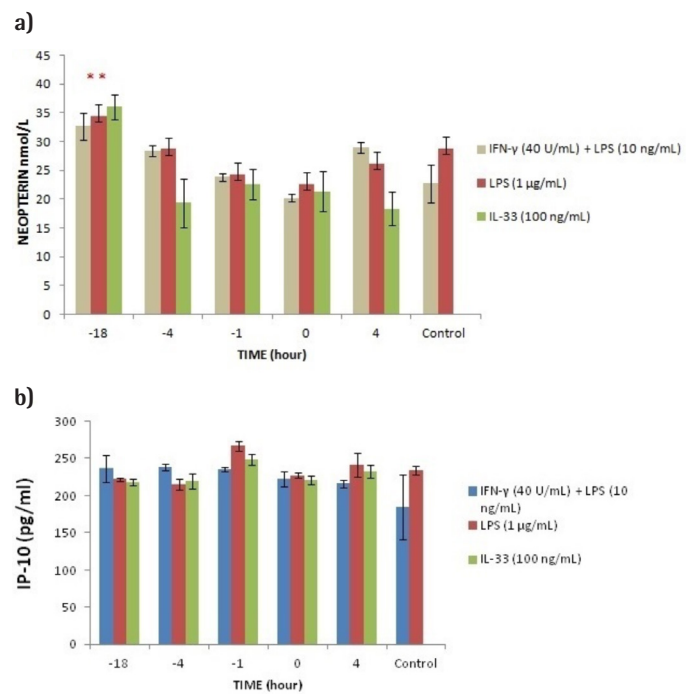 a)
45
40
35
30
25
20
15
10
5
0
NEOPTERIN nmol/L
* *
-18 -4 -1 0 4 Control
TIME (hour)
IFN-γ (40 U/mL) + LPS (10 ng/mL)
LPS (1 µg/mL)
IL-33 (100 ng/mL)
b)
300
250
200
150
100
50
0
IP-10 (pg/ml)
-18 -4 -1 0 4 Control
TIME (hour)
IFN-γ (40 U/mL) + LPS (10
ng/mL)
LPS (1 µg/mL)
IL-33 (100 ng/mL)